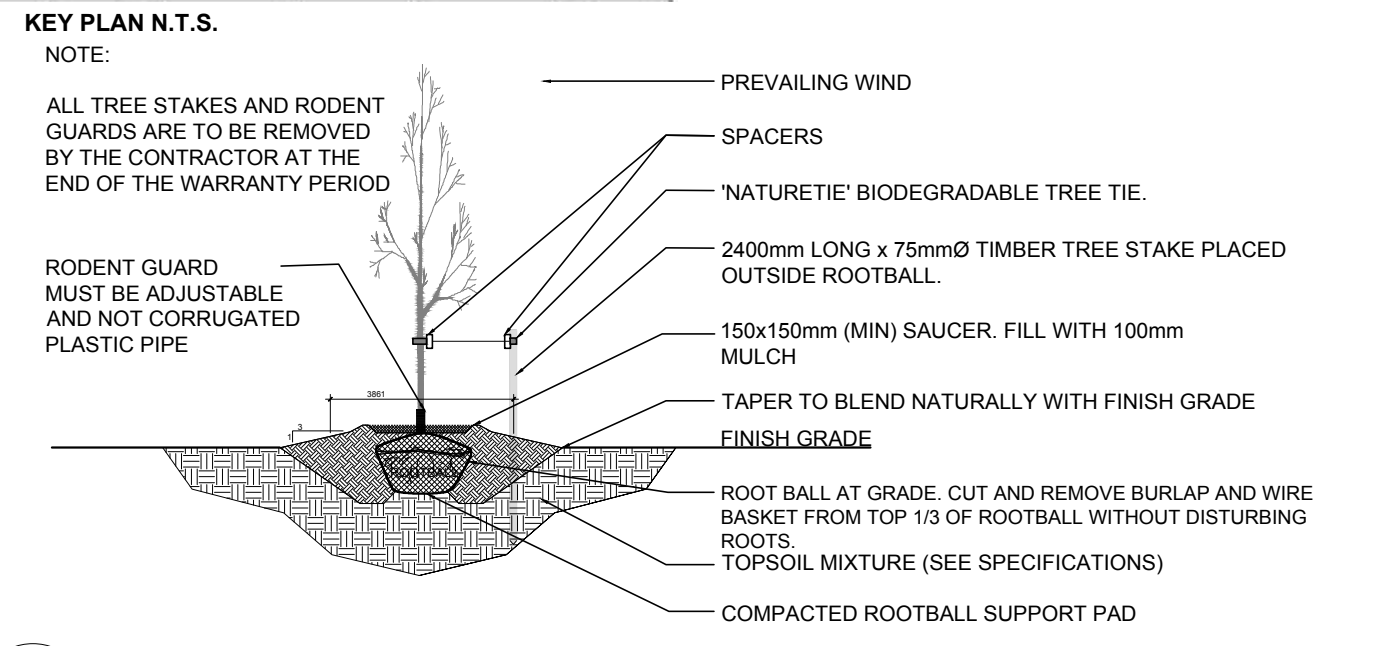 KEY PLAN N.T.S.
NOTE:
ALL TREE STAKES AND RODENT
GUARDS ARE TO BE REMOVED
BY THE CONTRACTOR AT THE
END OF THE WARRANTY PERIOD
RODENT GUARD
MUST BE ADJUSTABLE
AND NOT CORRUGATED
PLASTIC PIPE
PREVAILING WIND
SPACERS
'NATURETIE' BIODEGRADABLE TREE TIE.
2400mm LONG x 75mmØ TIMBER TREE STAKE PLACED
OUTSIDE ROOTBALL.
150x150mm (MIN) SAUCER. FILL WITH 100mm
MULCH
TAPER TO BLEND NATURALLY WITH FINISH GRADE
FINISH GRADE
ROOT BALL AT GRADE. CUT AND REMOVE BURLAP AND WIRE
BASKET FROM TOP 1/3 OF ROOTBALL WITHOUT DISTURBING
ROOTS.
TOPSOIL MIXTURE (SEE SPECIFICATIONS)
COMPACTED ROOTBALL SUPPORT PAD
3861
3
1
ROOTBALL